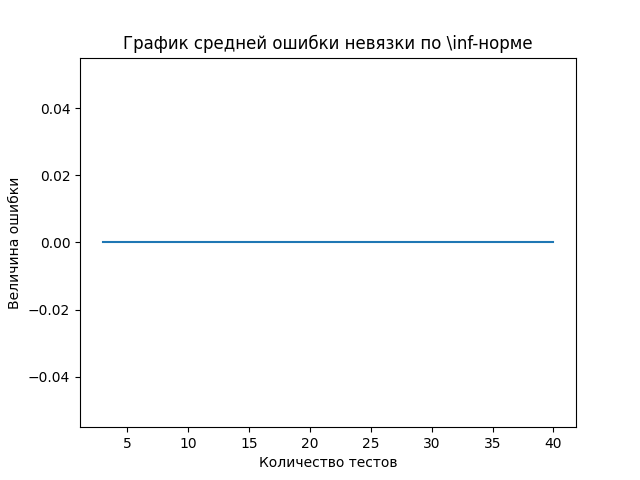 График средней ошибки невязки по \inf-норме
Величина ошибки
0.04
0.02
0.00
−0.02
−0.04
5 10 15 20 25 30 35 40
Количество тестов